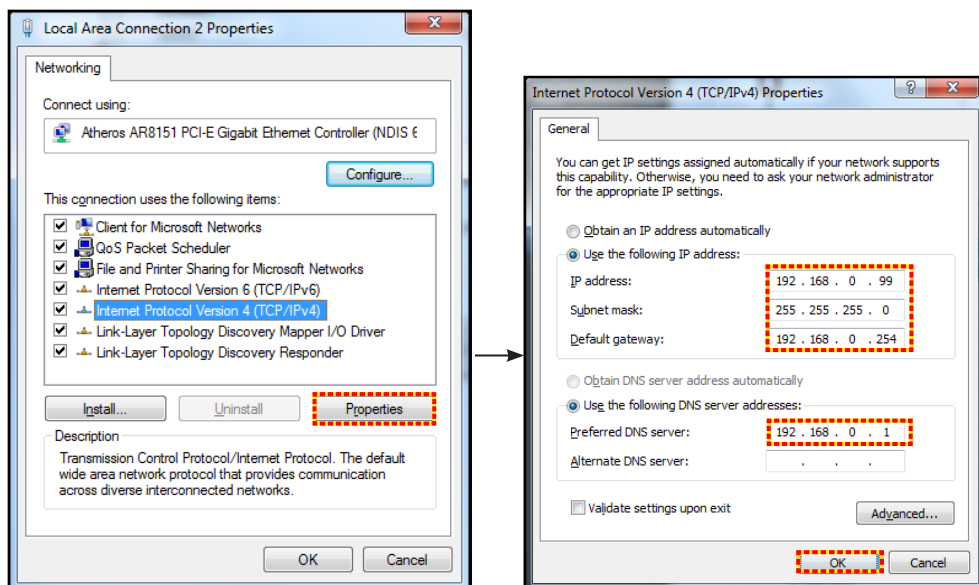 Local Area Connection 2 Properties
Networking
Connect using:
Atheros AR8151 PCI-E Gigabit Ethernet Controller (NDIS 6
Configure...
This connection uses the following items:
Client for Microsoft Networks
QoS Packet Scheduler
File and Printer Sharing for Microsoft Networks
Internet Protocol Version 6 (TCP/IPv6)
Internet Protocol Version 4 (TCP/IPv4)
Link-Layer Topology Discovery Mapper I/O Driver
Link-Layer Topology Discovery Responder
Install...
Uninstall
Properties
Description
Transmission Control Protocol/Internet Protocol. The default
wide area network protocol that provides communication
across diverse interconnected networks.
OK
Cancel
Internet Protocol Version 4 (TCP/IPv4) Properties
General
You can get IP settings assigned automatically if your network supports
this capability. Otherwise, you need to ask your network administrator
for the appropriate IP settings.
Obtain an IP address automatically
Use the following IP address:
IP address: 192 . 168 . 0 . 99
Subnet mask: 255 . 255 . 255 . 0
Default gateway: 192 . 168 . 0 . 254
Obtain DNS server address automatically
Use the following DNS server addresses:
Preferred DNS server: 192 . 168 . 0 . 1
Alternate DNS server: . . .
Validate settings upon exit
Advanced...
OK
Cancel